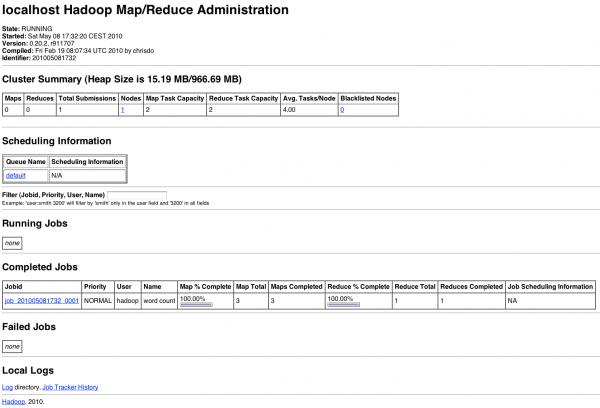 localhost Hadoop Map/Reduce Administration
State: RUNNING
Started: Sat May 08 17:32:20 CEST 2010
Version: 0.20.2, r911707
Compiled: Fri Feb 19 08:07:34 UTC 2010 by chrisdo
Identifier: 201005081732
Cluster Summary (Heap Size is 15.19 MB/966.69 MB)
Maps Reduces Total Submissions Nodes Map Task Capacity Reduce Task Capacity Avg. Tasks/Node Blacklisted Nodes
0 0 1 1 2 2 4.00 0
Scheduling Information
Queue Name Scheduling Information
default N/A
Filter (Jobid, Priority, User, Name)
Example: 'user:smith 3200' will filter by 'smith' only in the user field and '3200' in all fields
Running Jobs
none
Completed Jobs
Jobid Priority User Name Map % Complete Map Total Maps Completed Reduce % Complete Reduce Total Reduces Completed Job Scheduling Information
job_201005081732_0001 NORMAL hadoop word count 100.00% 3 3 100.00% 1 1 NA
Failed Jobs
none
Local Logs
Log directory, Job Tracker History
Hadoop, 2010.